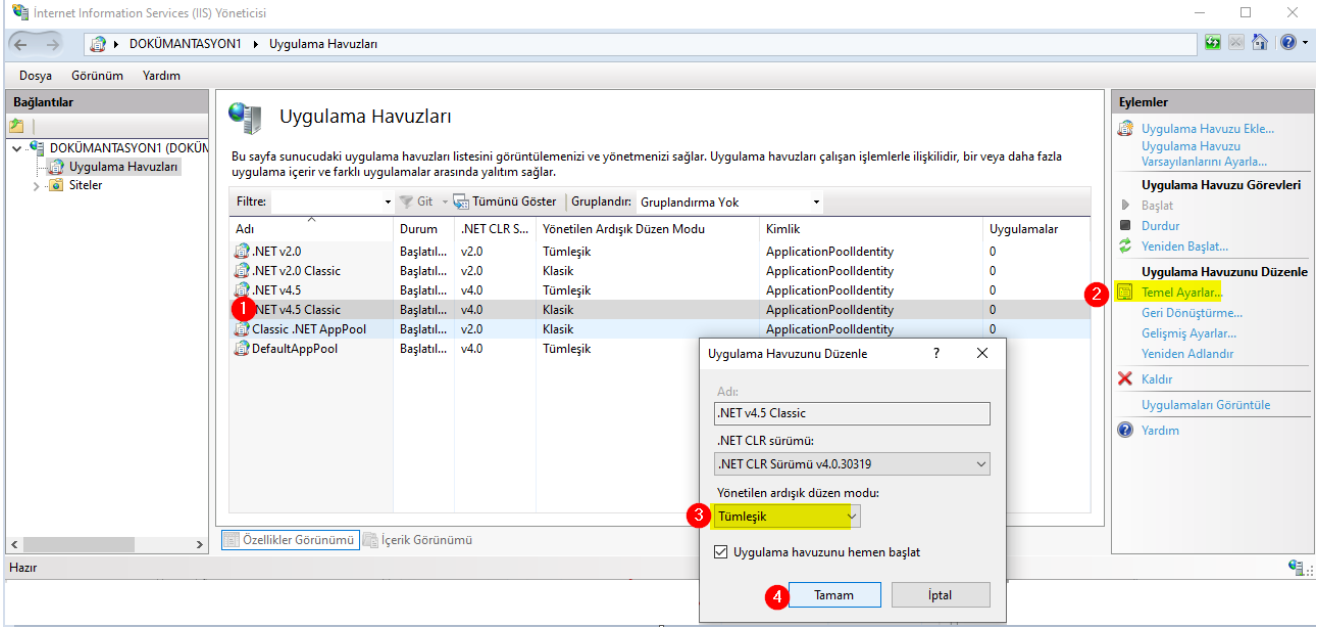 İnternet Information Services (IIS) Yöneticisi
DOKÜMANTASYON1 Uygulama Havuzları
Dosya Görünüm Yardım
Bağlantılar
DOKÜMANTASYON1 (DOKÜN
Uygulama Havuzları
Siteler
Uygulama Havuzları
Bu sayfa sunucudaki uygulama havuzları listesini görüntülemenizi ve yönetmenizi sağlar. Uygulama havuzları çalışan işlemlerle ilişkilidir, bir veya daha fazla
uygulama içerir ve farklı uygulamalar arasında yalıtım sağlar.
Filtre: Git Tümünü Göster Gruplandır: Gruplandırma Yok
Adı Durum .NET CLR S... Yönetilen Ardışık Düzen Modu Kimlik Uygulamalar
.NET v2.0 Başlatıl... v2.0 Tümleşik ApplicationPoolIdentity 0
.NET v2.0 Classic Başlatıl... v2.0 Klasik ApplicationPoolIdentity 0
.NET v4.5 Başlatıl... v4.0 Tümleşik ApplicationPoolIdentity 0
1 .NET v4.5 Classic Başlatıl... v4.0 Klasik ApplicationPoolIdentity 0
Classic .NET AppPool Başlatıl... v2.0 Klasik ApplicationPoolIdentity 0
DefaultAppPool Başlatıl... v4.0 Tümleşik
Uygulama Havuzunu Düzenle ?
Adı:
.NET v4.5 Classic
.NET CLR sürümü:
.NET CLR Sürümü v4.0.30319
Yönetilen ardışık düzen modu:
3 Tümleşik
Uygulama havuzunu hemen başlat
4 Tamam İptal
Özellikler Görünümü İçerik Görünümü
Hazır
Eylemler
Uygulama Havuzu Ekle...
Uygulama Havuzu
Varsayılanlarını Ayarla...
Uygulama Havuzu Görevleri
Başlat
Durdur
Yeniden Başlat...
Uygulama Havuzunu Düzenle
2 Temel Ayarlar...
Geri Dönüştürme...
Gelişmiş Ayarlar...
Yeniden Adlandır
Kaldır
Uygulamaları Görüntüle
Yardım